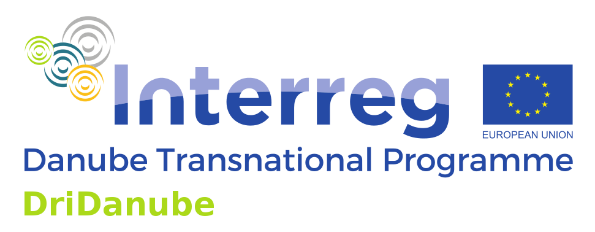 Interreg
EUROPEAN UNION
Danube Transnational Programme
DriDanube